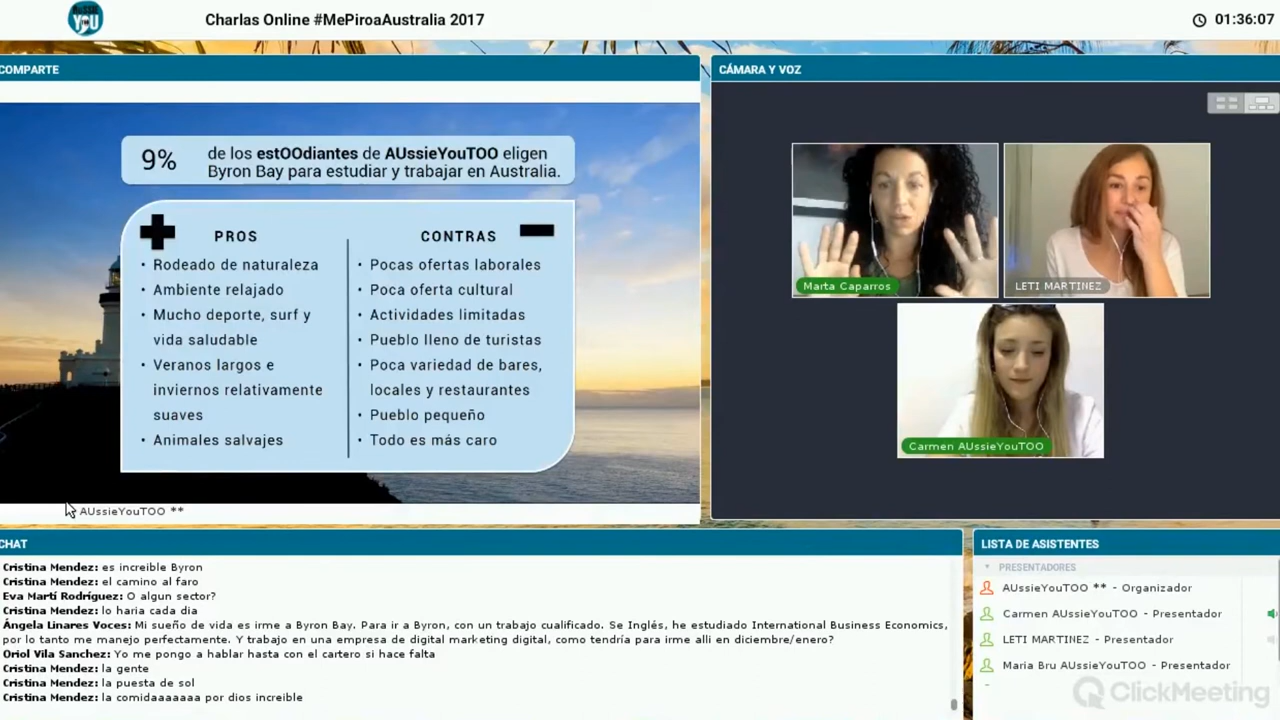 AUSSIE
YOU
Charlas Online #MePiroaAustralia 2017
01:36:07
COMPARTE
CÁMARA Y VOZ
9%
de los estOOdiantes de AUssieYouTOO eligen
Byron Bay para estudiar y trabajar en Australia.
PROS
• Rodeado de naturaleza
• Ambiente relajado
• Mucho deporte, surf y
vida saludable
• Veranos largos e
inviernos relativamente
suaves
• Animales salvajes
CONTRAS
• Pocas ofertas laborales
• Poca oferta cultural
• Actividades limitadas
• Pueblo lleno de turistas
• Poca variedad de bares,
locales y restaurantes
• Pueblo pequeño
• Todo es más caro
Marta Caparros
LETI MARTINEZ
Carmen AUssieYouTOO
AUssieYouTOO **
CHAT
Cristina Mendez: es increible Byron
Cristina Mendez: el camino al faro
Eva Martí Rodríguez: O algun sector?
Cristina Mendez: lo haria cada dia
Ángela Linares Voces: Mi sueño de vida es irme a Byron Bay. Para ir a Byron, con un trabajo cualificado. Se Inglés, he estudiado International Business Economics,
por lo tanto me manejo perfectamente. Y trabajo en una empresa de digital marketing digital, como tendría para irme alli en diciembre/enero?
Oriol Vila Sanchez: Yo me pongo a hablar hasta con el cartero si hace falta
Cristina Mendez: la gente
Cristina Mendez: la puesta de sol
Cristina Mendez: la comidaaaaaaa por dios increible
LISTA DE ASISTENTES
PRESENTADORES
AUssieYouTOO ** - Organizador
Carmen AUssieYouTOO - Presentador
LETI MARTINEZ - Presentador
Maria Bru AUssieYouTOO - Presentador
ClickMeeting